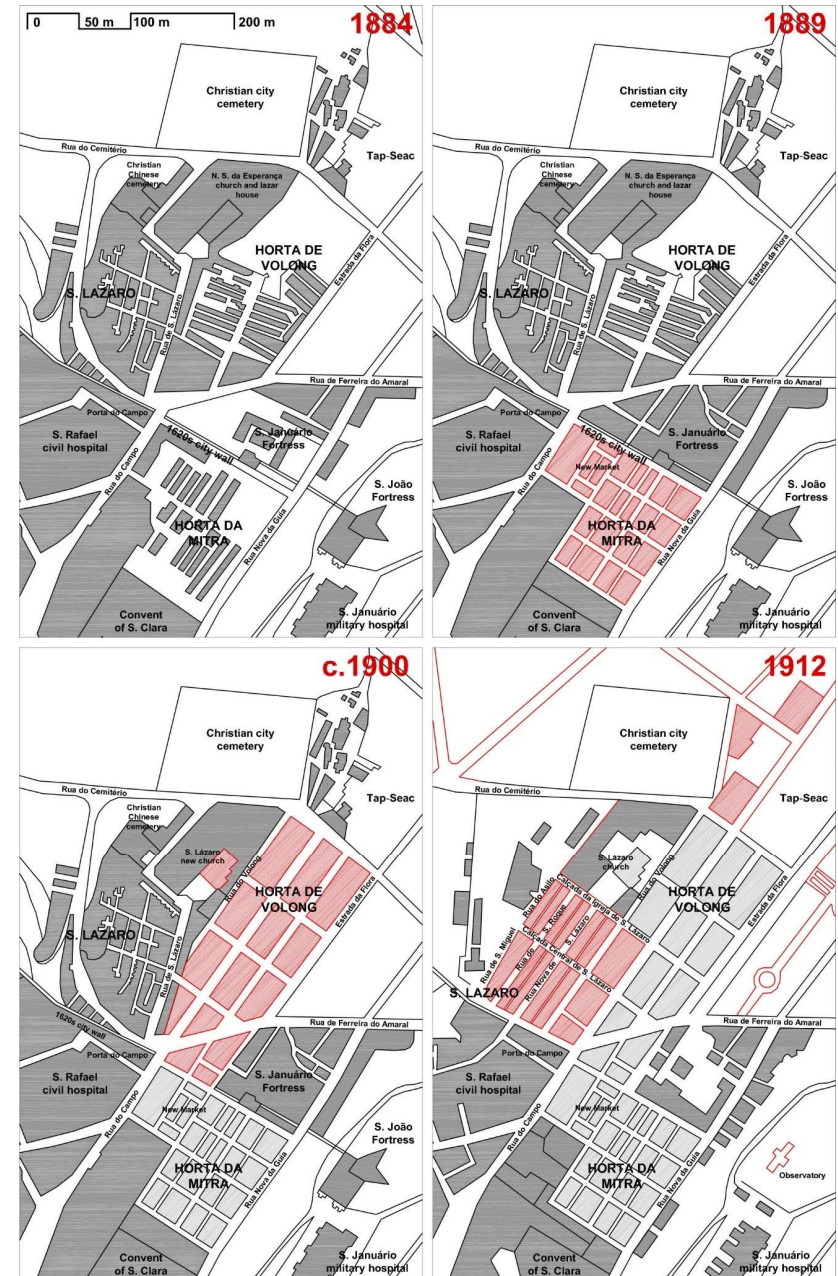 0
50 m
100 m
200 m
1884
Christian city
cemetery
Rua do Cemitério
Tap-Seac
Christian
Chinese
cemetery
N. S. da Esperança
church and lazar
house
HORTA DE
VOLONG
Estrada da Flora
S. LAZARO
Rua de S. Lázaro
Rua de Ferreira do Amaral
Porta do Campo
1620s city wall
S. Januário
Fortress
S. Rafael
civil hospital
Rua do Campo
S. João
Fortress
HORTA DA
MITRA
Rua Nova da Guia
Convent
of S. Clara
S. Januário
military hospital
1889
Christian city
cemetery
Rua do Cemitério
Tap-Seac
Christian
Chinese
cemetery
N. S. da Esperança
church and lazar
house
HORTA DE
VOLONG
Estrada da Flora
S. LAZARO
Rua de S. Lázaro
Rua de Ferreira do Amaral
Porta do Campo
1620s city wall
S. Januário
Fortress
S. Rafael
civil hospital
Rua do Campo
New Market
S. João
Fortress
HORTA DA
MITRA
Rua Nova da Guia
Convent
of S. Clara
S. Januário
military hospital
c.1900
Christian city
cemetery
Rua do Cemitério
Tap-Seac
Christian
Chinese
cemetery
S. Lázaro
new church
Rua do Volong
HORTA DE
VOLONG
Estrada da Flora
S. LAZARO
Rua de S. Lázaro
1620s city wall
Rua de Ferreira do Amaral
Porta do Campo
S. Rafael
civil hospital
S. Januário
Fortress
Rua do Campo
New Market
S. João
Fortress
HORTA DA
MITRA
Rua Nova da Guia
Convent
of S. Clara
S. Januário
military hospital
1912
Christian city
cemetery
Rua do Cemitério
Tap-Seac
S. Lázaro
church
Rua do Volong
HORTA DE
VOLONG
Estrada da Flora
Calçada da Igreja de S. Lázaro
Rua do Asilo
Rua de S. Roque
Rua Nova de S. Lázaro
Calçada Central de S. Lázaro
Rua de S. Miguel
S. LAZARO
Rua de Ferreira do Amaral
Porta do Campo
S. Rafael
civil hospital
Rua do Campo
New Market
HORTA DA
MITRA
Rua Nova da Guia
Observatory
Convent
of S. Clara
S. Januário
military hospital